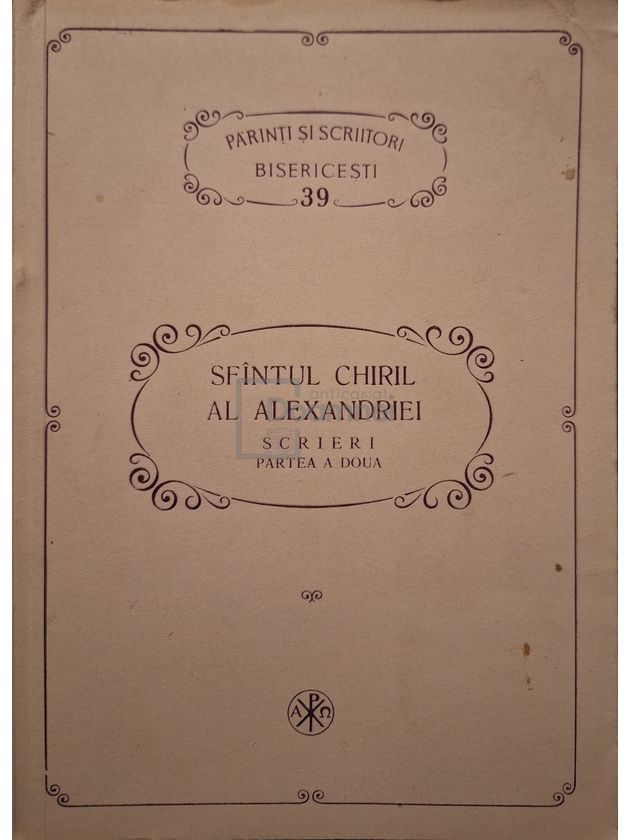 PĂRINȚI ȘI SCRIITORI
BISERICEȘTI
39
SFÎNTUL CHIRIL
AL ALEXANDRIEI
SCRIERI
PARTEA A DOUA
Α Ρ Ω